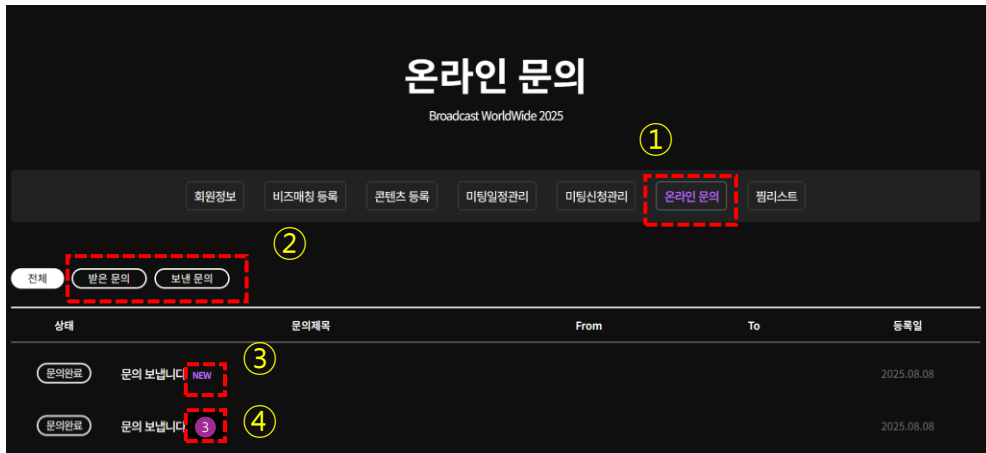 온라인 문의
Broadcast WorldWide 2025
①
회원정보 비즈매칭 등록 콘텐츠 등록 미팅일정관리 미팅신청관리 온라인 문의 찜리스트
②
전체 받은 문의 보낸 문의
상태 문의제목 From To 등록일
③
문의완료 문의 보냅니다 NEW 2025.08.08
문의완료 문의 보냅니다 3 ④ 2025.08.08